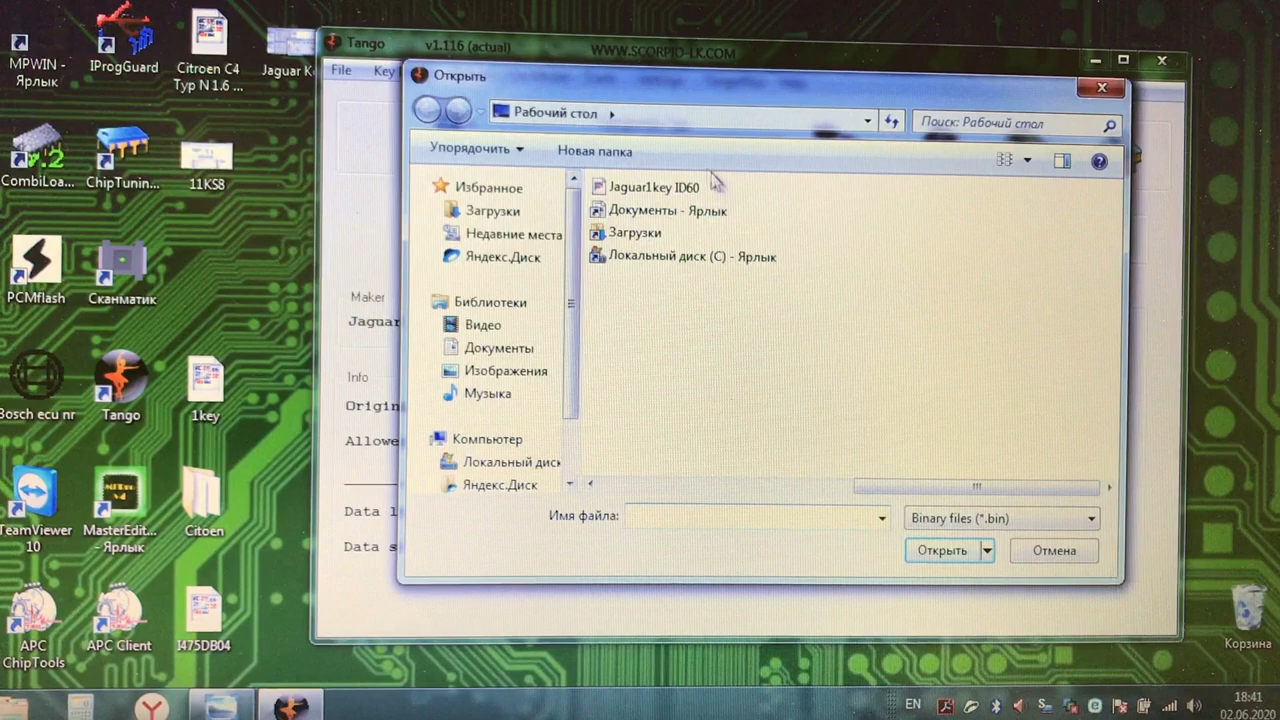 MPWIN -
Ярлык
IProgGuard
Citroen C4
Typ N 1.6 ...
Jaguar K
CombiLoa...
ChipTunin...
11KS8
PCMflash
Сканматик
Bosch ecu nr
Tango
1key
TeamViewer
10
MasterEdit...
- Ярлык
Citoen
APC
ChipTools
APC Client
I475DB04
Корзина
Tango v1.116 (actual) WWW.SCORPIO-LK.COM
File Key
Maker
Jaguar
Info
Origin
Allowe
Data l
Data s
Открыть
Рабочий стол
Поиск: Рабочий стол
Упорядочить
Новая папка
Избранное
Загрузки
Недавние места
Яндекс.Диск
Библиотеки
Видео
Документы
Изображения
Музыка
Компьютер
Локальный диск
Яндекс.Диск
Jaguar1key ID60
Документы - Ярлык
Загрузки
Локальный диск (C) - Ярлык
Имя файла:
Binary files (*.bin)
Открыть
Отмена
EN
18:41
02.06.2020